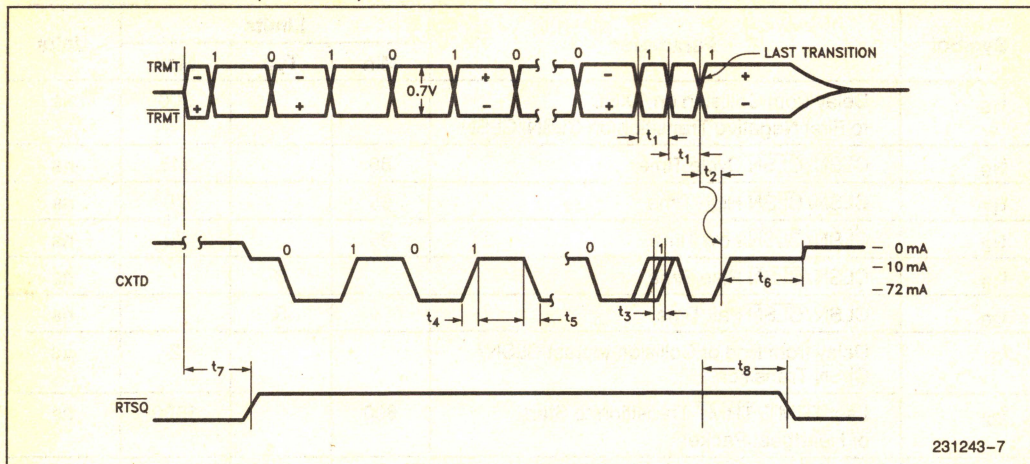 1 0 1 0 1 0 0 1 1
LAST TRANSITION
TRMT - - + - +
0.7V
TRMT + + - + -
t1
t1
t2
0 1 0 1 0 1
— 0 mA
— 10 mA
— 72 mA
CXTD
t6
t4 t5 t3
t7 t8
RTSQ
231243-7